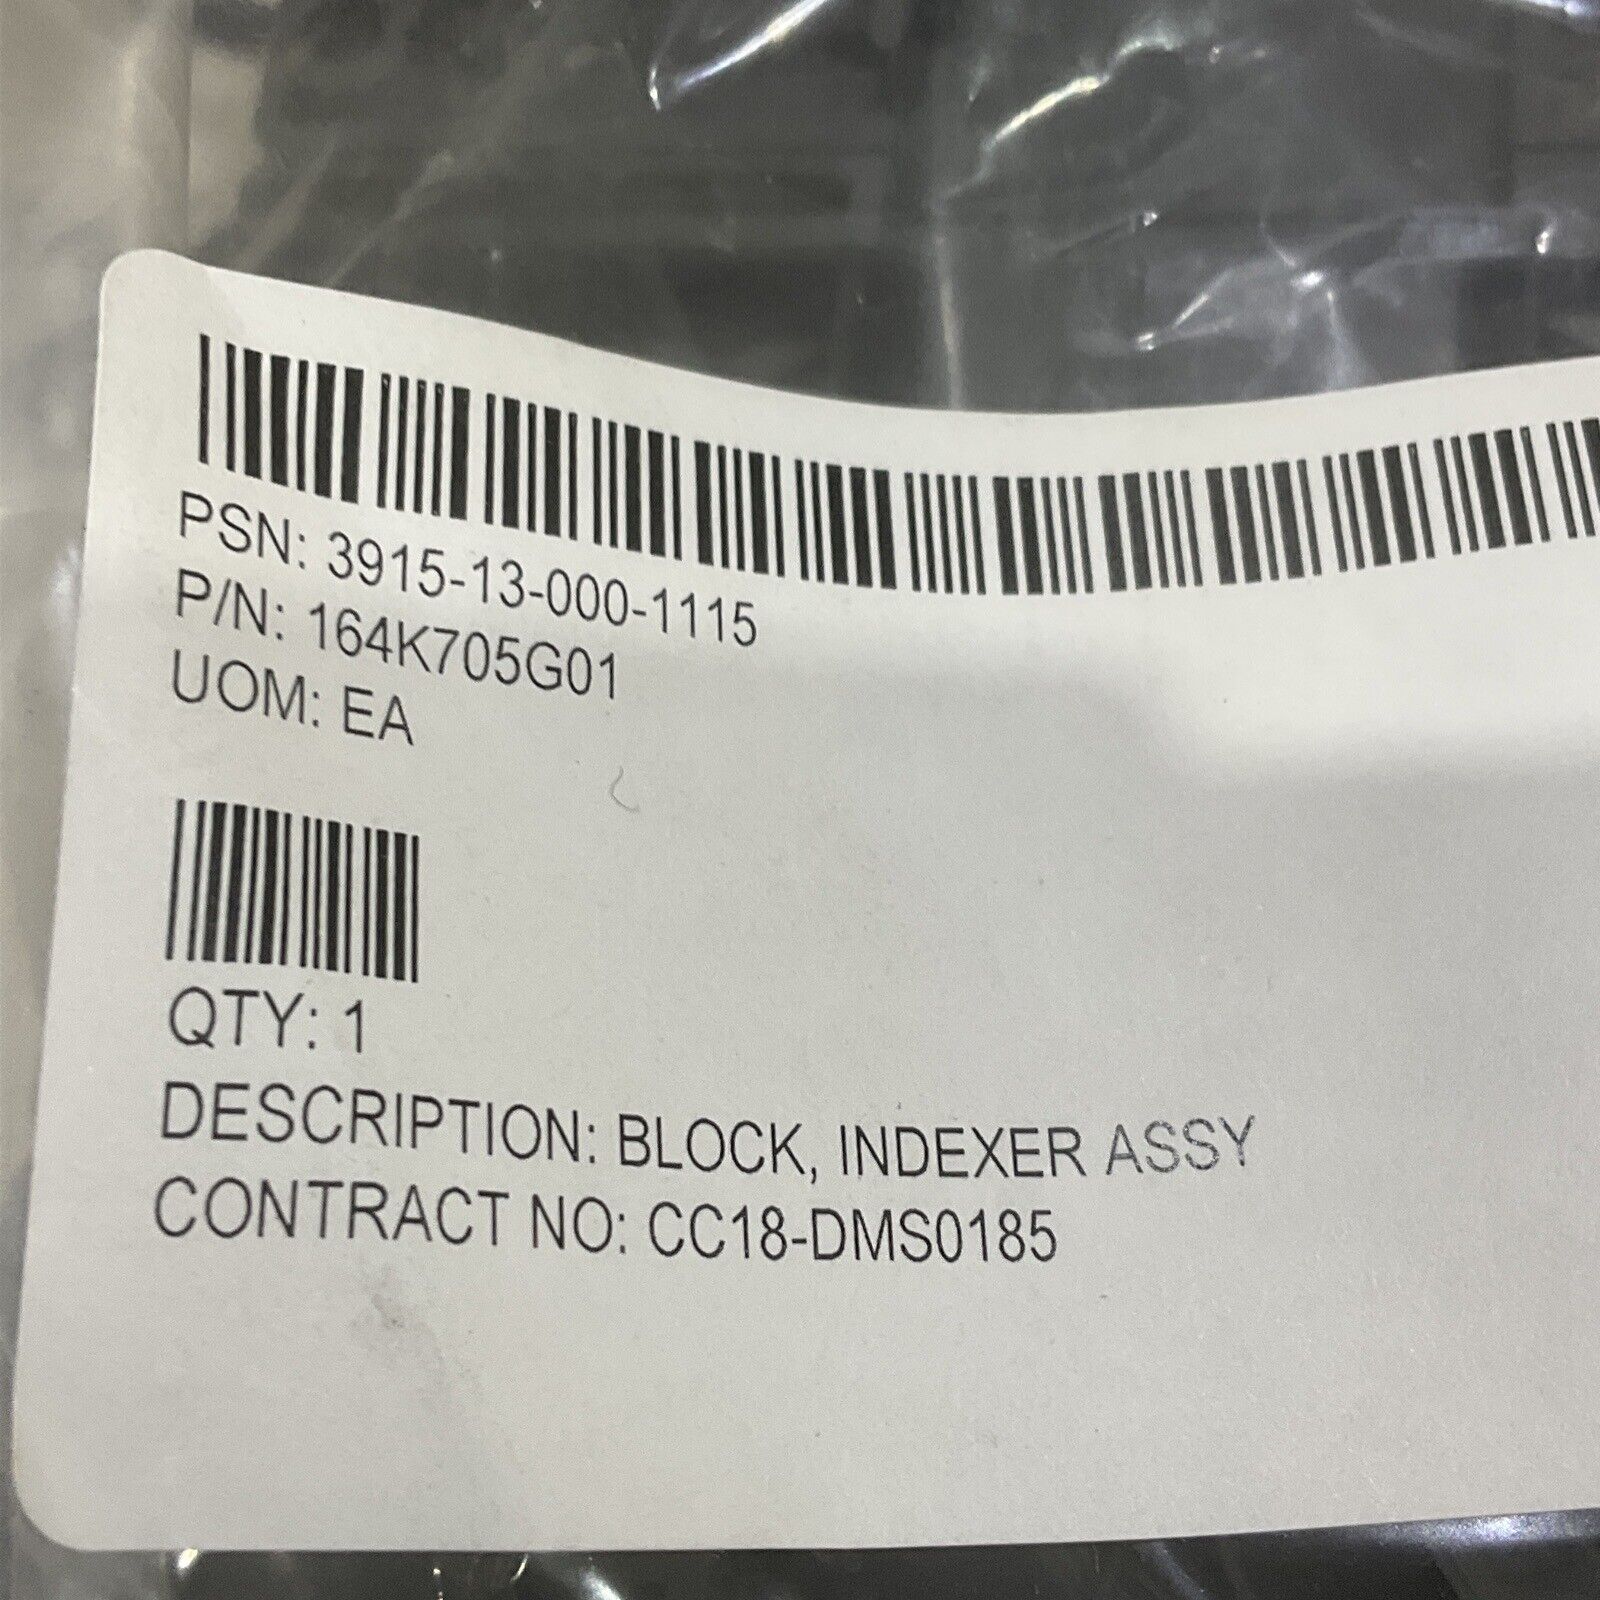 PSN: 3915-13-000-1115
P/N: 164K705G01
UOM: EA
QTY: 1
DESCRIPTION: BLOCK, INDEXER ASSY
CONTRACT NO: CC18-DMS0185